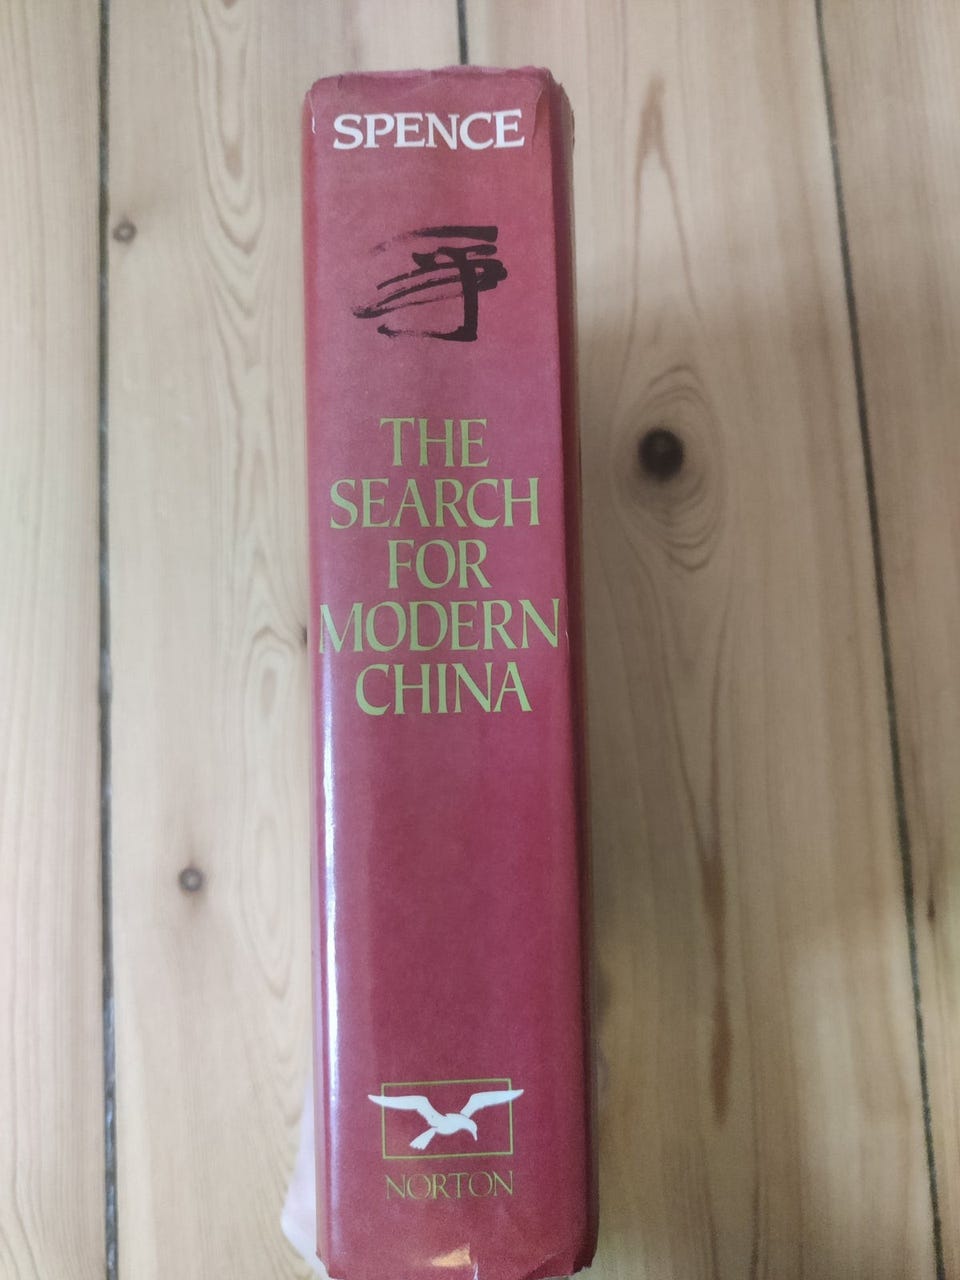 SPENCE
THE
SEARCH
FOR
MODERN
CHINA
NORTON